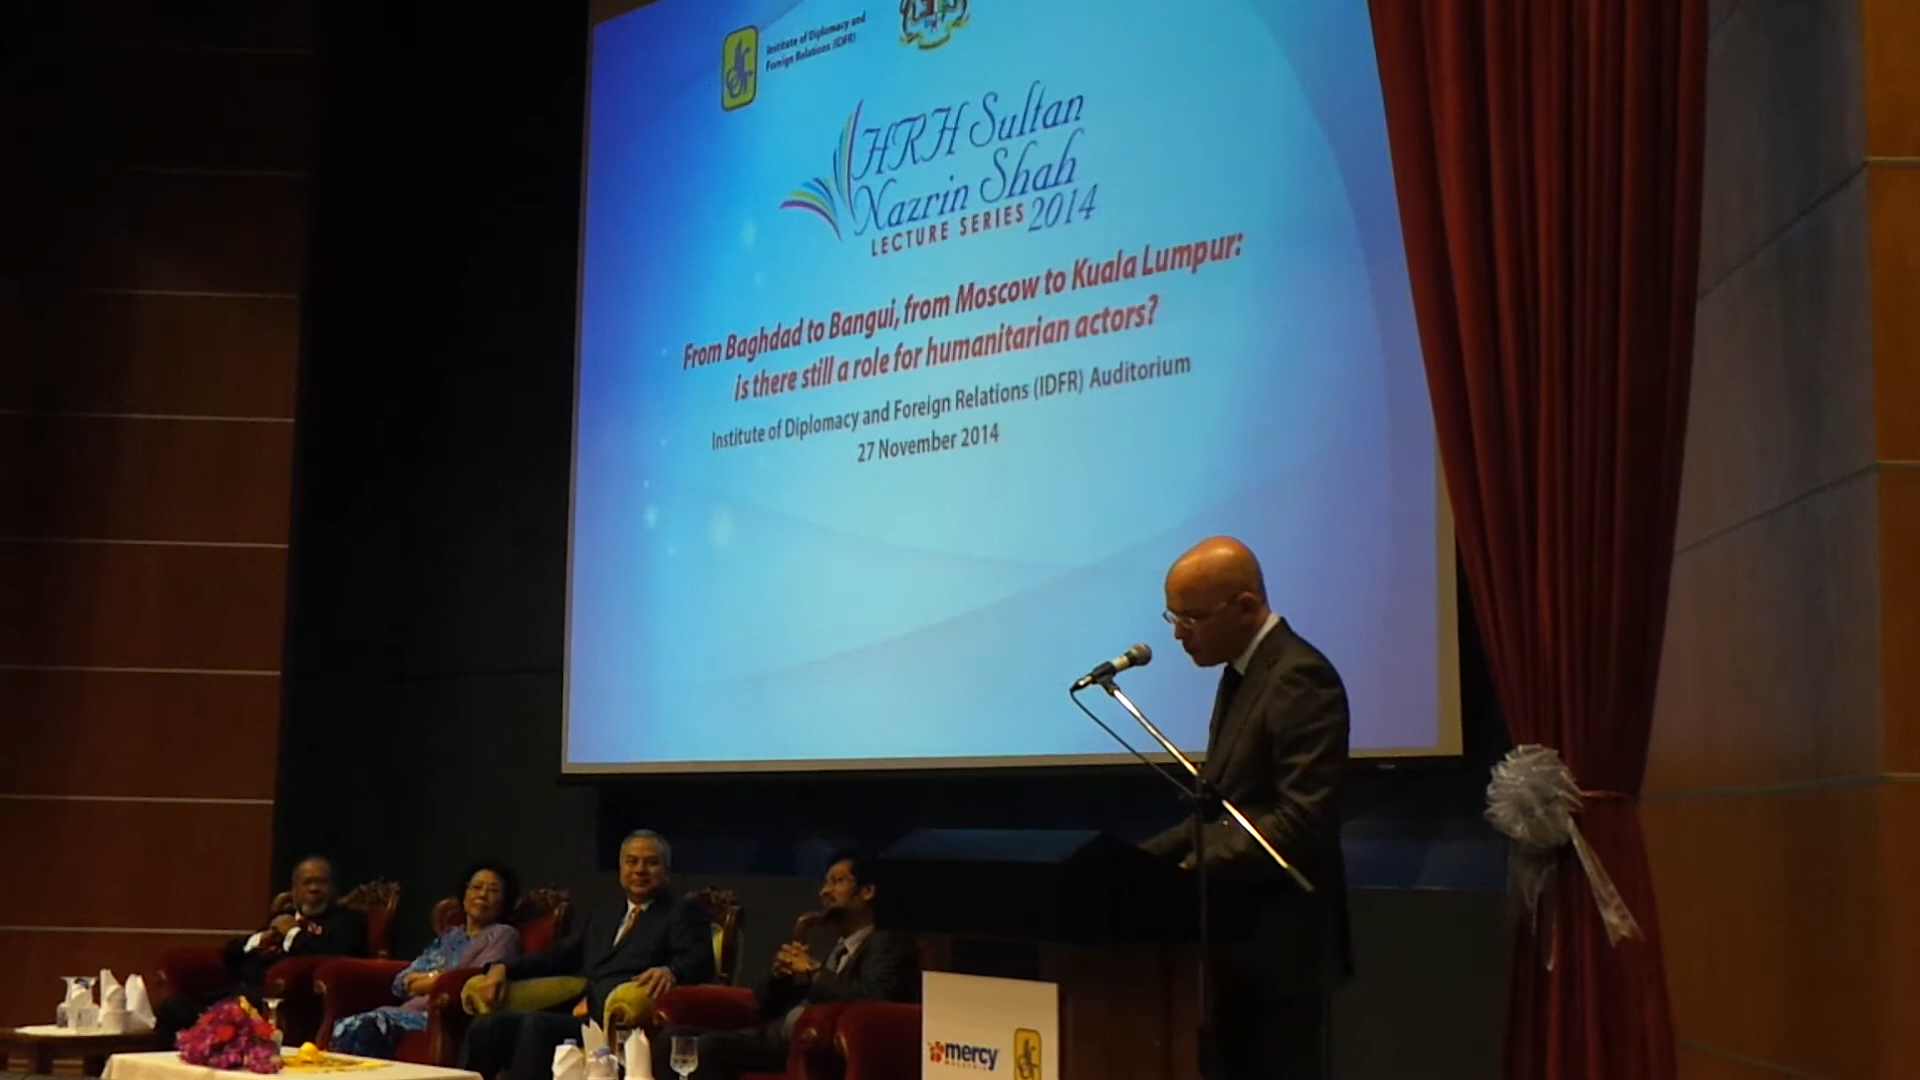 Institute of Diplomacy and
Foreign Relations (IDFR)
HRH Sultan
Nazrin Shah
LECTURE SERIES 2014
From Baghdad to Bangui, from Moscow to Kuala Lumpur:
is there still a role for humanitarian actors?
Institute of Diplomacy and Foreign Relations (IDFR) Auditorium
27 November 2014
mercy
MALAYSIA